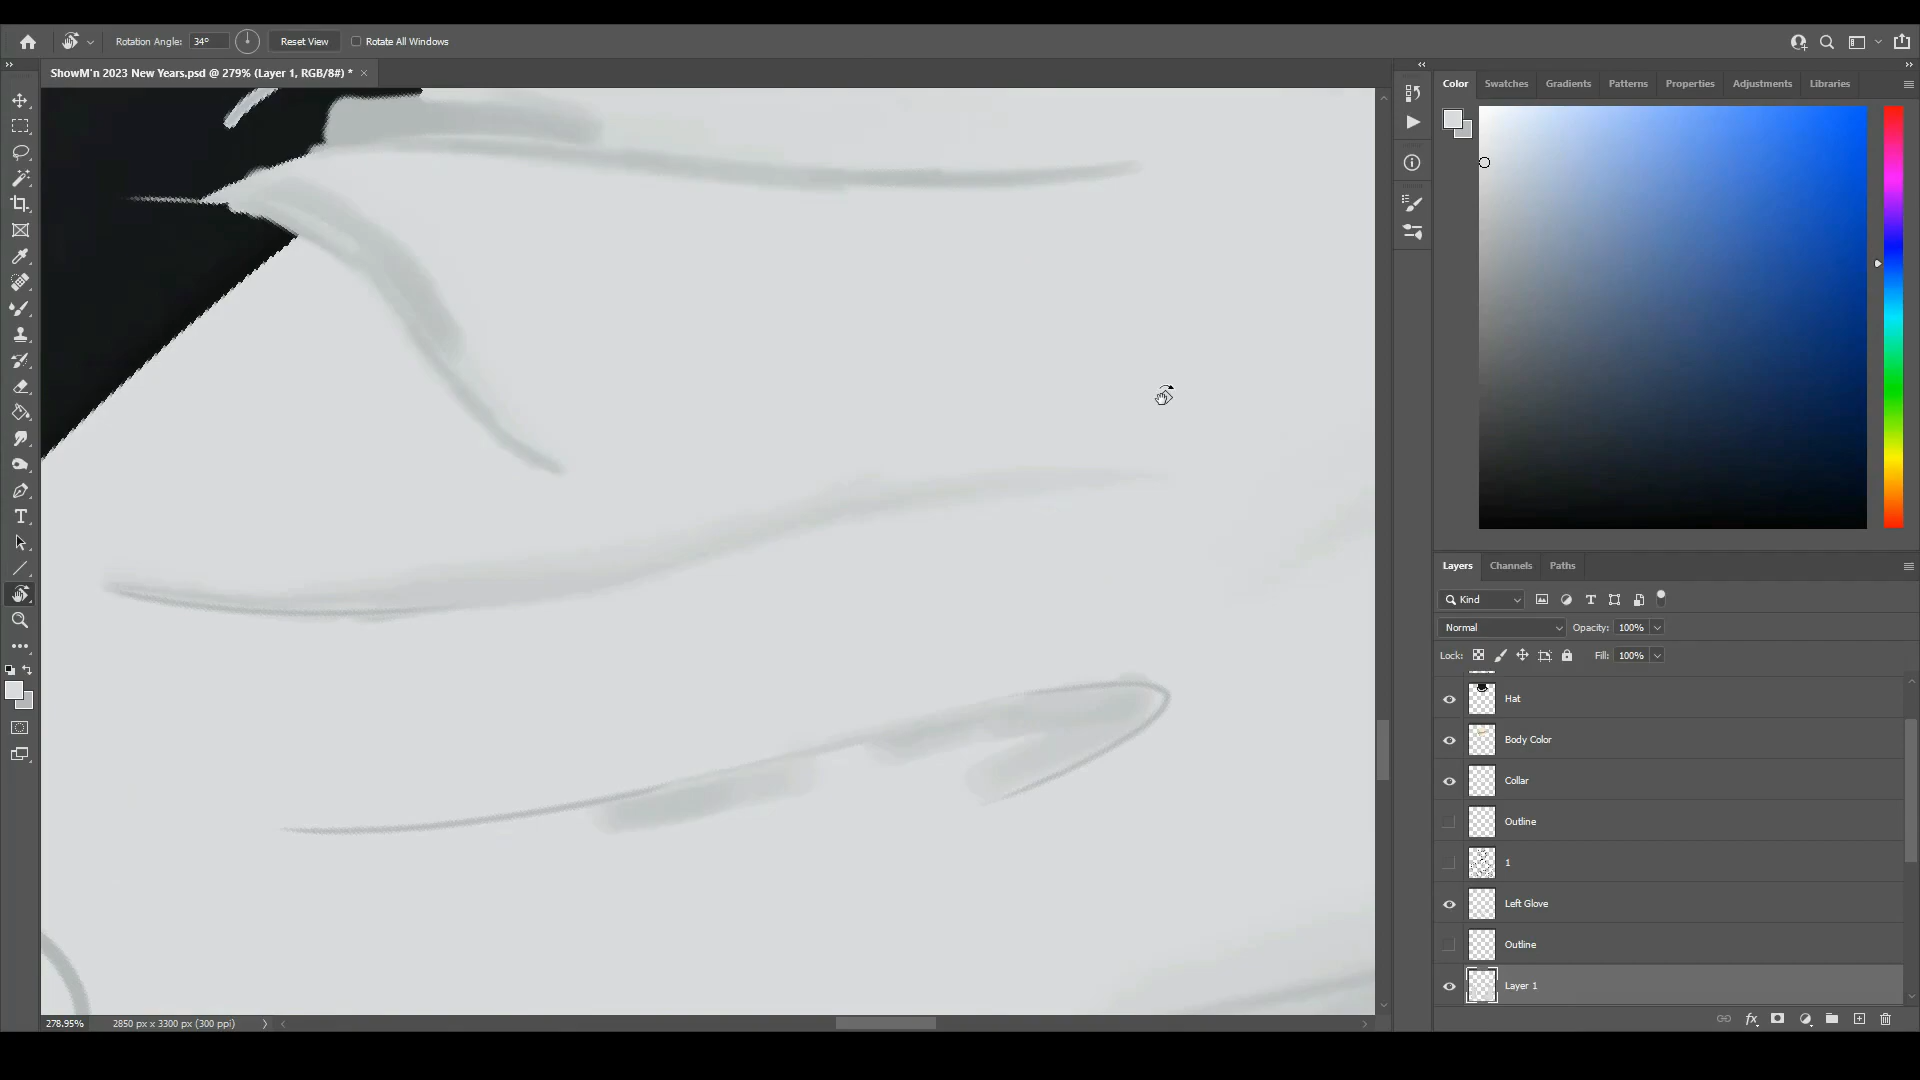 Rotation Angle: 34° Reset View Rotate All Windows
ShowM'n 2023 New Years.psd @ 279% (Layer 1, RGB/8#) *
Color Swatches Gradients Patterns Properties Adjustments Libraries
Layers Channels Paths
Kind
Normal Opacity: 100%
Lock: Fill: 100%
Hat
Body Color
Collar
Outline
1
Left Glove
Outline
Layer 1
278.95% 2850 px x 3300 px (300 ppi)